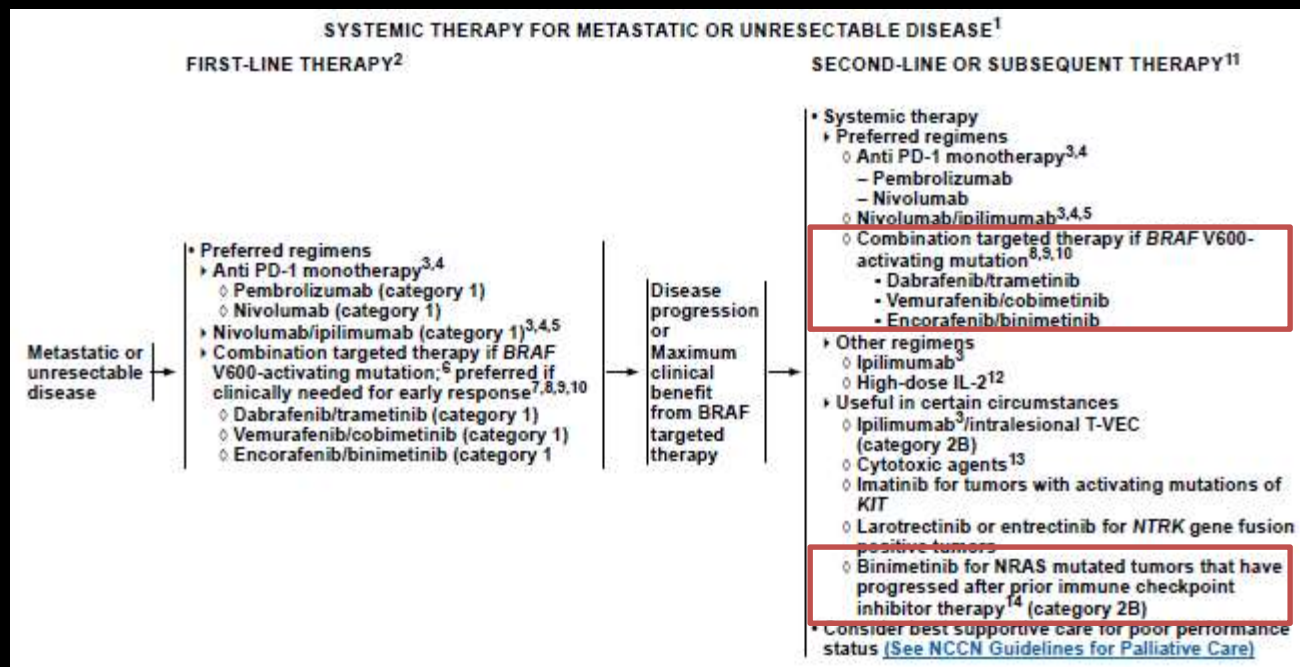 SYSTEMIC THERAPY FOR METASTATIC OR UNRESECTABLE DISEASE1
FIRST-LINE THERAPY2
Metastatic or
unresectable
disease
• Preferred regimens
‣ Anti PD-1 monotherapy3,4
◊ Pembrolizumab (category 1)
◊ Nivolumab (category 1)
‣ Nivolumab/ipilimumab (category 1)3,4,5
‣ Combination targeted therapy if BRAF
V600-activating mutation;6 preferred if
clinically needed for early response7,8,9,10
◊ Dabrafenib/trametinib (category 1)
◊ Vemurafenib/cobimetinib (category 1)
◊ Encorafenib/binimetinib (category 1
Disease
progression
or
Maximum
clinical
benefit
from BRAF
targeted
therapy
SECOND-LINE OR SUBSEQUENT THERAPY11
• Systemic therapy
‣ Preferred regimens
◊ Anti PD-1 monotherapy3,4
– Pembrolizumab
– Nivolumab
◊ Nivolumab/ipilimumab3,4,5
◊ Combination targeted therapy if BRAF V600-
activating mutation8,9,10
▪ Dabrafenib/trametinib
▪ Vemurafenib/cobimetinib
▪ Encorafenib/binimetinib
‣ Other regimens
◊ Ipilimumab3
◊ High-dose IL-212
‣ Useful in certain circumstances
◊ Ipilimumab3/intralesional T-VEC
(category 2B)
◊ Cytotoxic agents13
◊ Imatinib for tumors with activating mutations of
KIT
◊ Larotrectinib or entrectinib for NTRK gene fusion
positive tumors
◊ Binimetinib for NRAS mutated tumors that have
progressed after prior immune checkpoint
inhibitor therapy14 (category 2B)
• Consider best supportive care for poor performance
status (See NCCN Guidelines for Palliative Care)